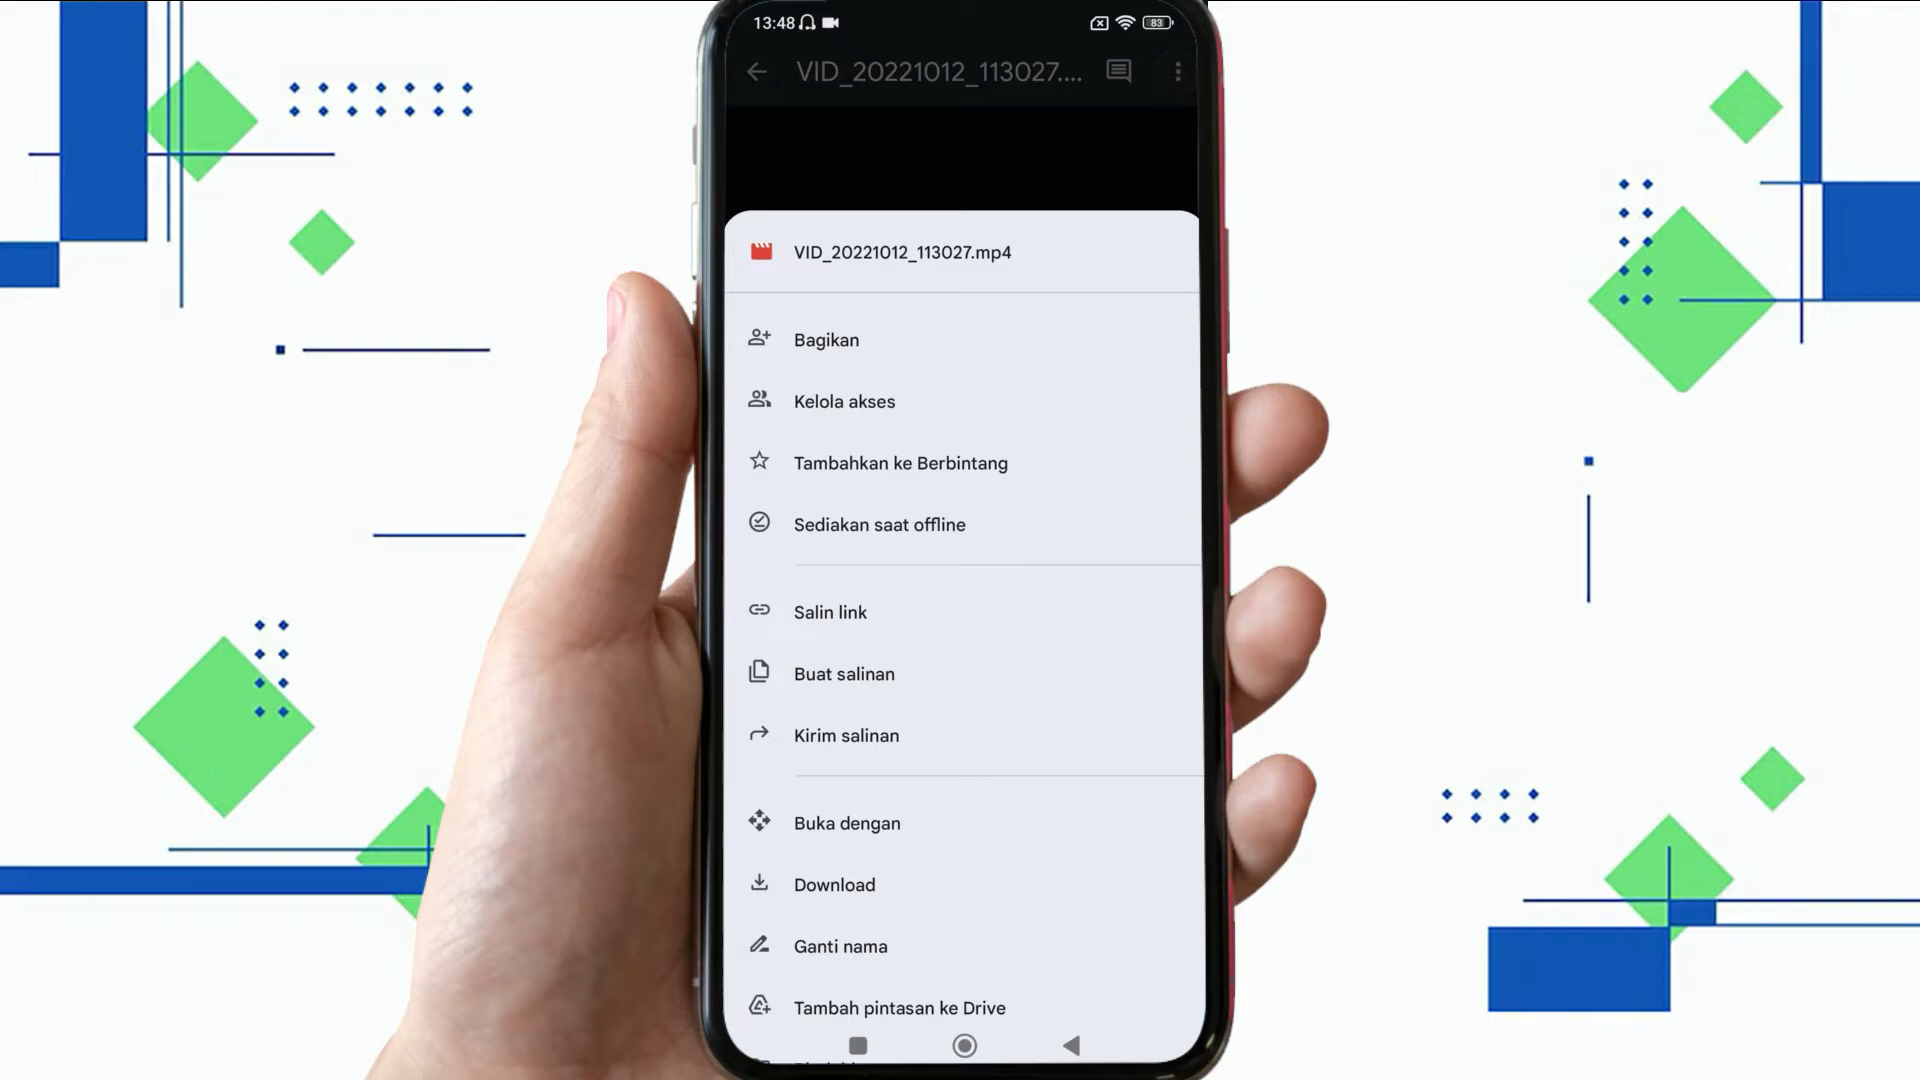 13:48
83
VID_20221012_113027....
VID_20221012_113027.mp4
Bagikan
Kelola akses
Tambahkan ke Berbintang
Sediakan saat offline
Salin link
Buat salinan
Kirim salinan
Buka dengan
Download
Ganti nama
Tambah pintasan ke Drive